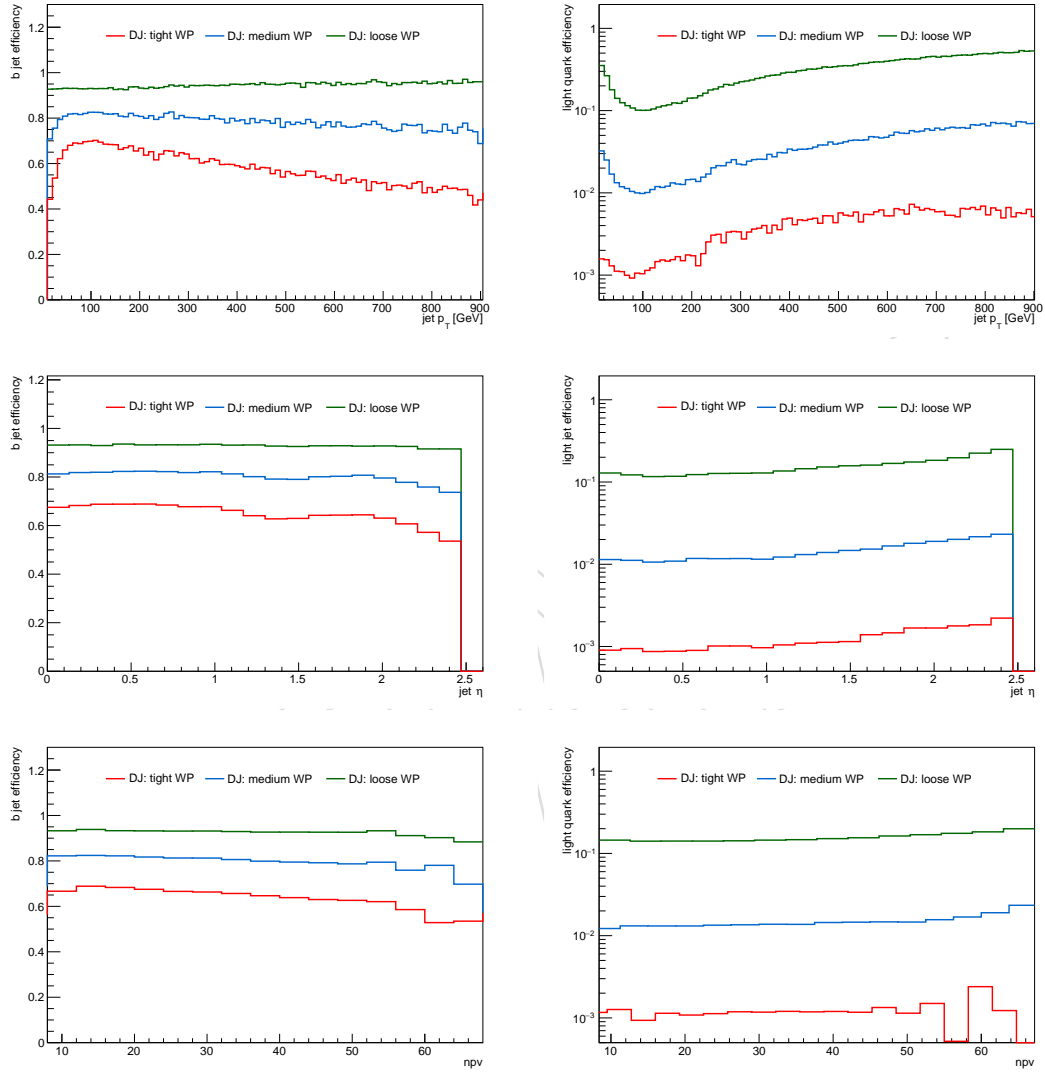 b jet efficiency
DJ: tight WP DJ: medium WP DJ: loose WP
1.2
1
0.8
0.6
0.4
0.2
0
100 200 300 400 500 600 700 800 900
jet p_T [GeV]
light quark efficiency
DJ: tight WP DJ: medium WP DJ: loose WP
1
10⁻¹
10⁻²
10⁻³
100 200 300 400 500 600 700 800 900
jet p_T [GeV]
b jet efficiency
DJ: tight WP DJ: medium WP DJ: loose WP
1.2
1
0.8
0.6
0.4
0.2
0
0 0.5 1 1.5 2 2.5
jet η
light jet efficiency
DJ: tight WP DJ: medium WP DJ: loose WP
1
10⁻¹
10⁻²
10⁻³
0 0.5 1 1.5 2 2.5
jet η
b jet efficiency
DJ: tight WP DJ: medium WP DJ: loose WP
1.2
1
0.8
0.6
0.4
0.2
0
10 20 30 40 50 60
npv
light quark efficiency
DJ: tight WP DJ: medium WP DJ: loose WP
1
10⁻¹
10⁻²
10⁻³
10 20 30 40 50 60
npv